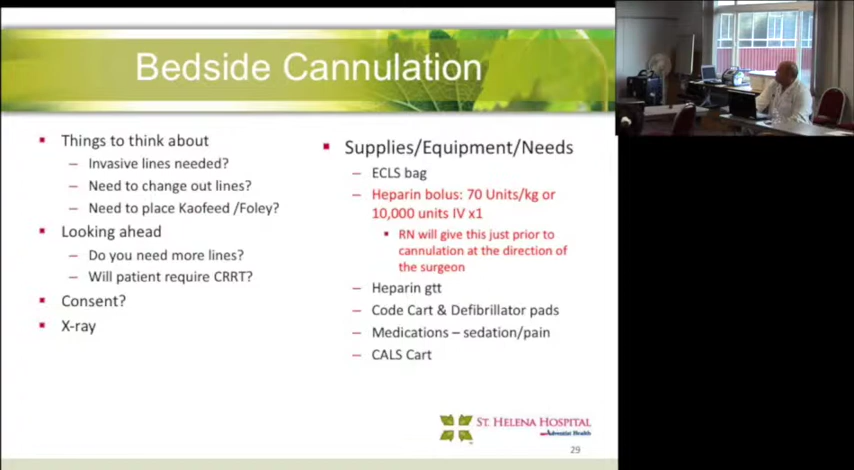 Bedside Cannulation
Things to think about
– Invasive lines needed?
– Need to change out lines?
– Need to place Kaofeed /Foley?
Looking ahead
– Do you need more lines?
– Will patient require CRRT?
Consent?
X-ray
Supplies/Equipment/Needs
– ECLS bag
– Heparin bolus: 70 Units/kg or
10,000 units IV x1
RN will give this just prior to
cannulation at the direction of
the surgeon
– Heparin gtt
– Code Cart & Defibrillator pads
– Medications – sedation/pain
– CALS Cart
ST. HELENA HOSPITAL
Adventist Health
29